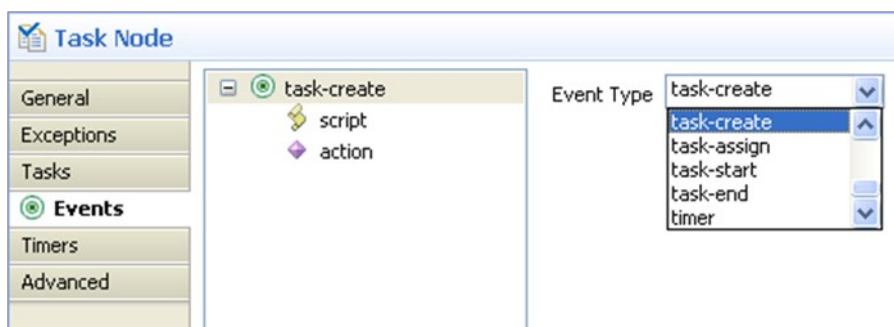 Task Node
General
Exceptions
Tasks
Events
Timers
Advanced
task-create
script
action
Event Type task-create
task-create
task-assign
task-start
task-end
timer